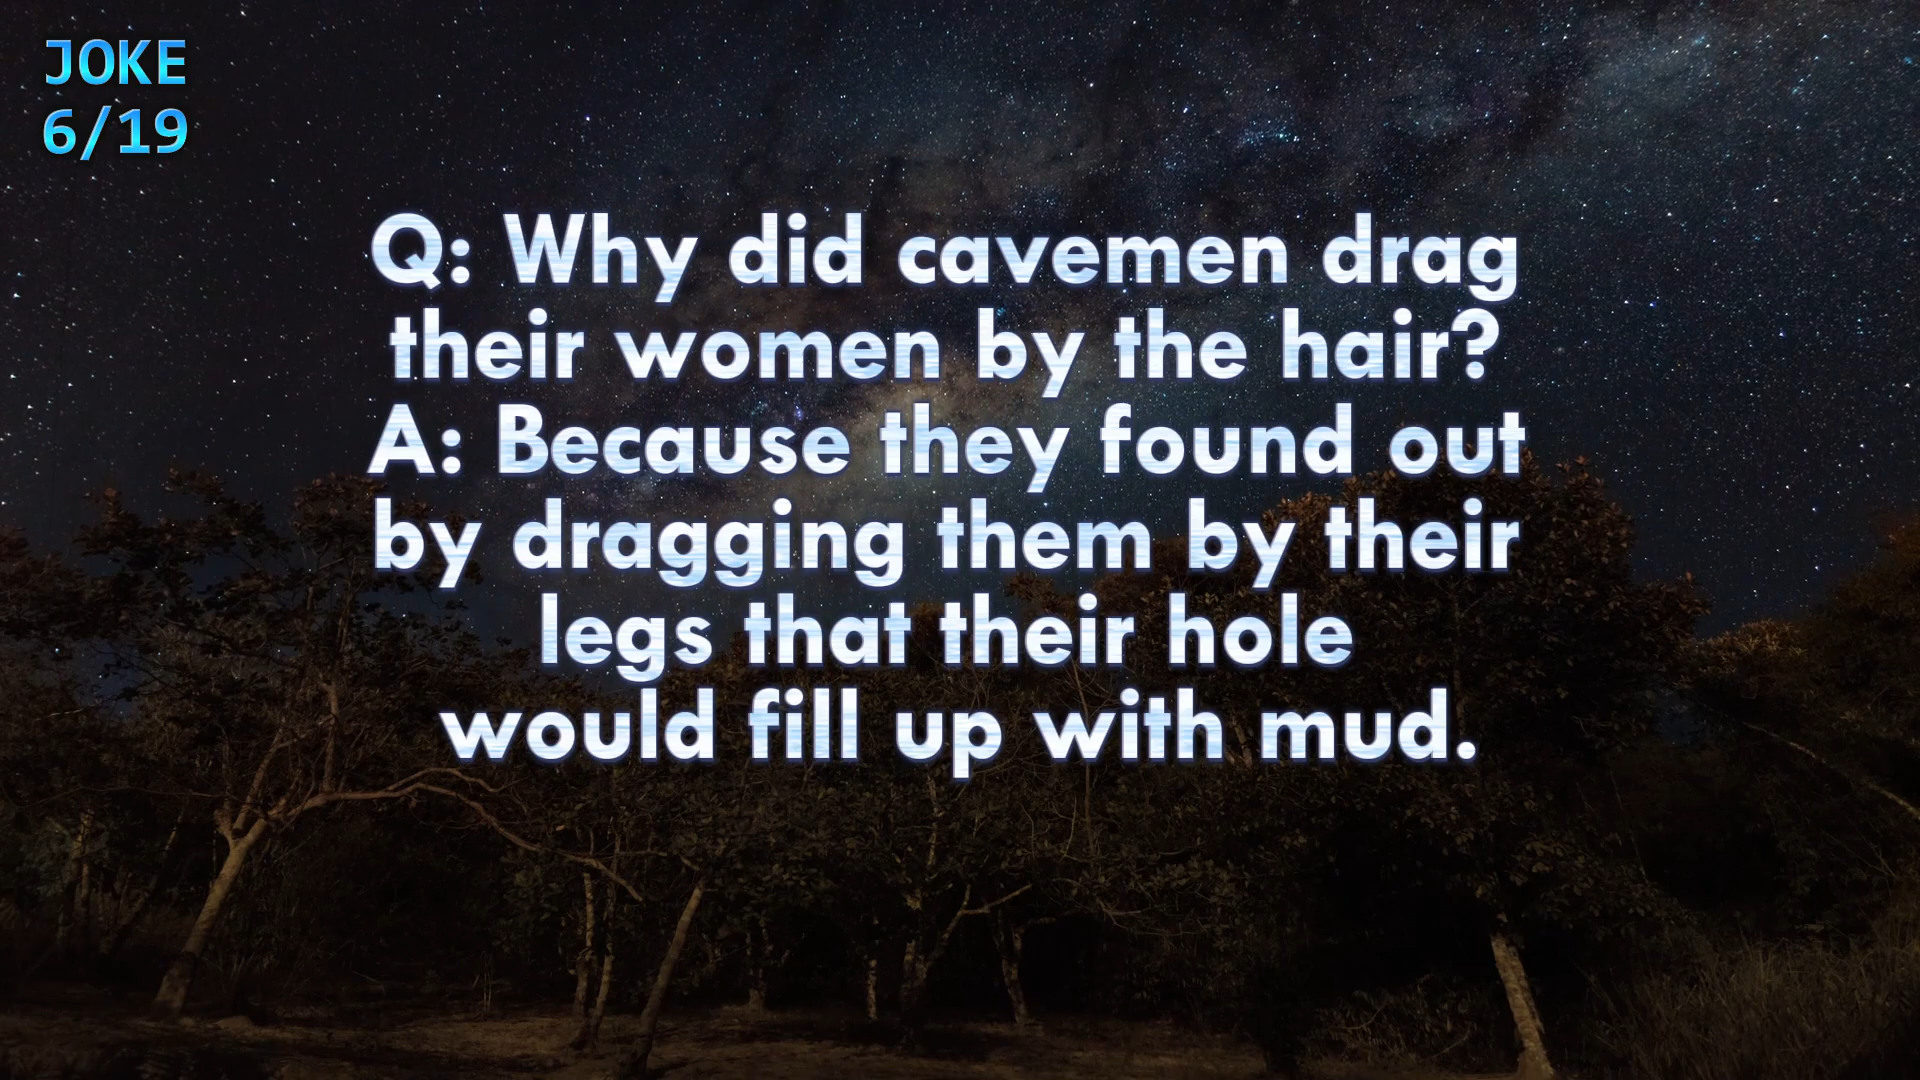 JOKE
6/19
Q: Why did cavemen drag
their women by the hair?
A: Because they found out
by dragging them by their
legs that their hole
would fill up with mud.